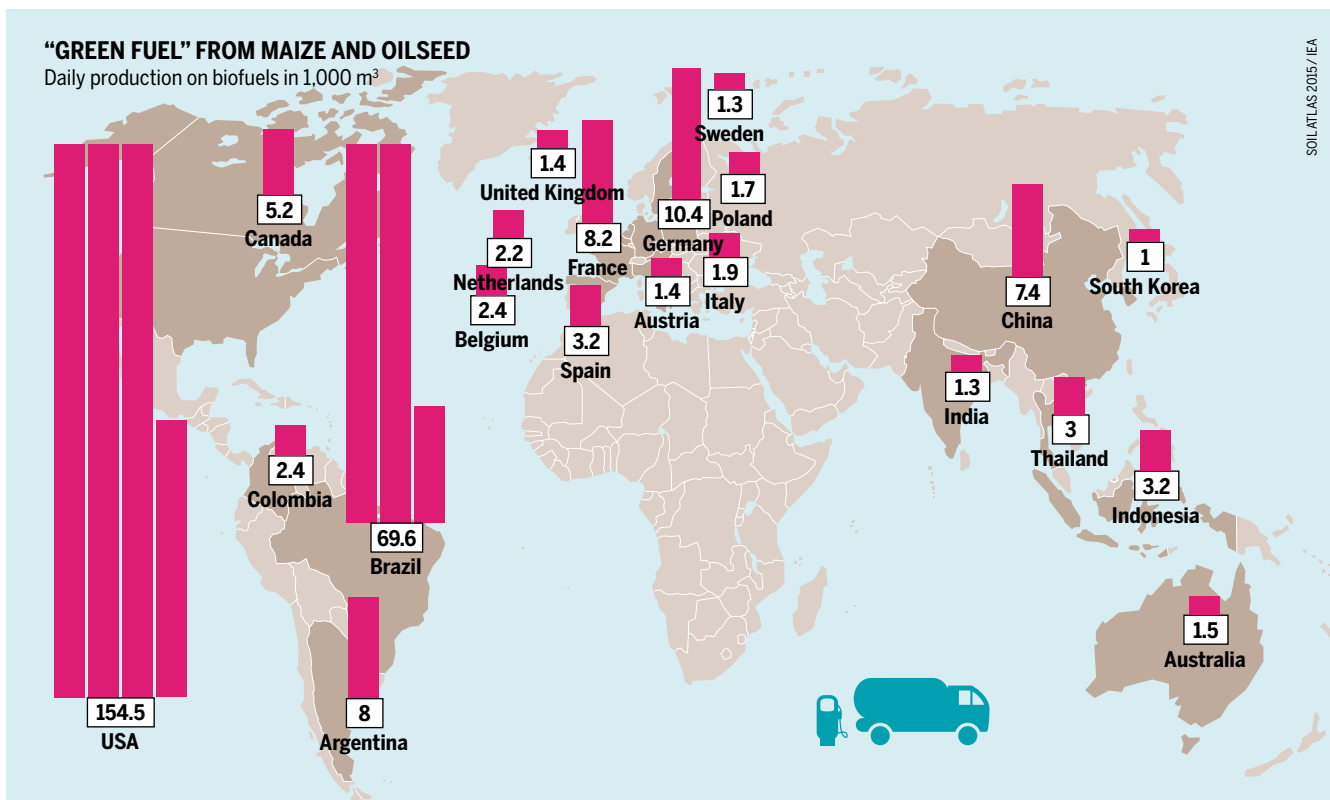 “GREEN FUEL” FROM MAIZE AND OILSEED
Daily production on biofuels in 1,000 m³
SOIL ATLAS 2015 / IEA
1.3
Sweden
1.4
United Kingdom
1.7
Poland
5.2
Canada
10.4
Germany
8.2
France
2.2
Netherlands
1.9
Italy
1
South Korea
2.4
Belgium
1.4
Austria
7.4
China
3.2
Spain
1.3
India
3
Thailand
2.4
Colombia
3.2
Indonesia
69.6
Brazil
1.5
Australia
154.5
USA
8
Argentina